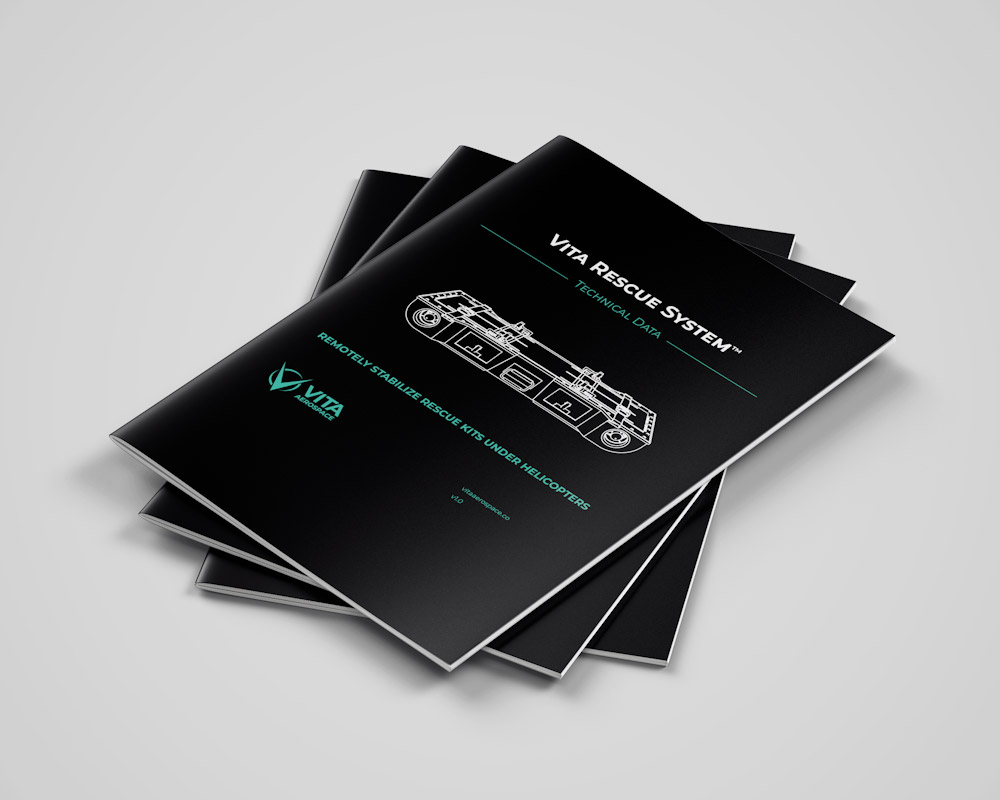 Vita Rescue System™
Technical Data
REMOTELY STABILIZE RESCUE KITS UNDER HELICOPTERS
VITA
AEROSPACE
vitaaerospace.co
v1.0